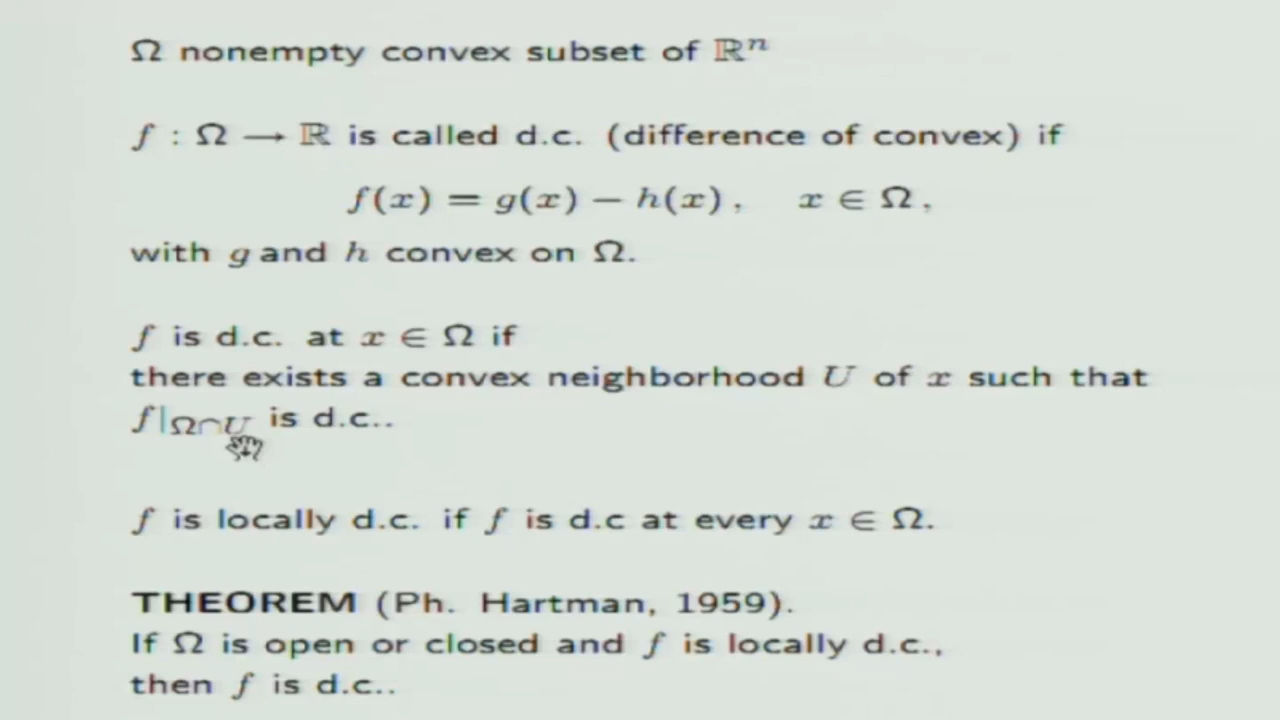 Ω nonempty convex subset of ℝⁿ
f : Ω → ℝ is called d.c. (difference of convex) if
f(x) = g(x) − h(x), x ∈ Ω,
with g and h convex on Ω.
f is d.c. at x ∈ Ω if
there exists a convex neighborhood U of x such that
f|Ω∩U is d.c..
f is locally d.c. if f is d.c at every x ∈ Ω.
THEOREM (Ph. Hartman, 1959).
If Ω is open or closed and f is locally d.c.,
then f is d.c..